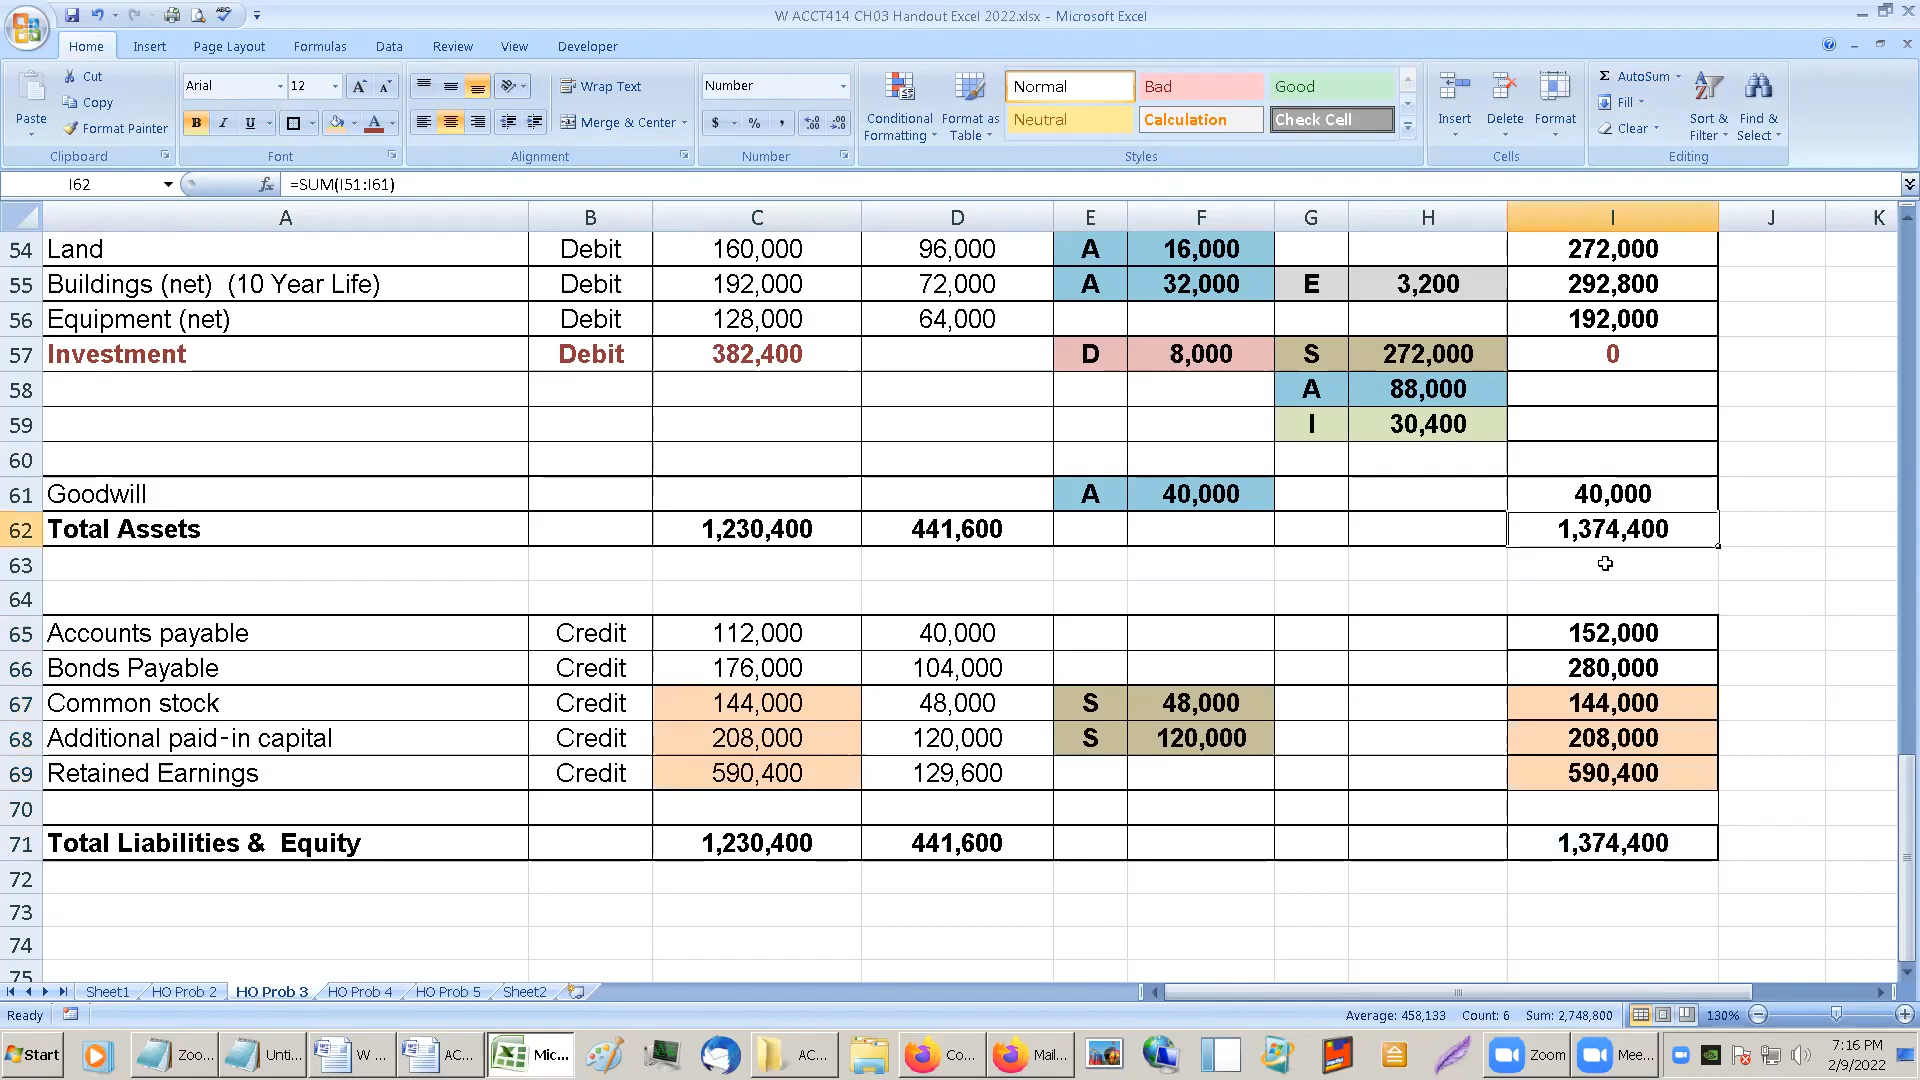 W ACCT414 CH03 Handout Excel 2022.xlsx - Microsoft Excel
Home Insert Page Layout Formulas Data Review View Developer
Paste Cut Copy Format Painter Clipboard
Arial 12 B I U Font
Wrap Text Merge & Center Alignment
Number $ % , Number
Conditional Formatting Format as Table Normal Bad Good Neutral Calculation Check Cell Styles
Insert Delete Format Cells
Σ AutoSum Fill Clear Sort & Filter Find & Select Editing
I62 fx =SUM(I51:I61)
A B C D E F G H I J K
54 Land Debit 160,000 96,000 A 16,000 272,000
55 Buildings (net) (10 Year Life) Debit 192,000 72,000 A 32,000 E 3,200 292,800
56 Equipment (net) Debit 128,000 64,000 192,000
57 Investment Debit 382,400 D 8,000 S 272,000 0
58 A 88,000
59 I 30,400
60
61 Goodwill A 40,000 40,000
62 Total Assets 1,230,400 441,600 1,374,400
63
64
65 Accounts payable Credit 112,000 40,000 152,000
66 Bonds Payable Credit 176,000 104,000 280,000
67 Common stock Credit 144,000 48,000 S 48,000 144,000
68 Additional paid-in capital Credit 208,000 120,000 S 120,000 208,000
69 Retained Earnings Credit 590,400 129,600 590,400
70
71 Total Liabilities & Equity 1,230,400 441,600 1,374,400
72
73
74
75
Sheet1 HO Prob 2 HO Prob 3 HO Prob 4 HO Prob 5 Sheet2
Ready Average: 458,133 Count: 6 Sum: 2,748,800 130%
Start Zoo... Unti... W ... AC... Mic... AC... Co... Mail... Zoom Mee... 7:16 PM
2/9/2022